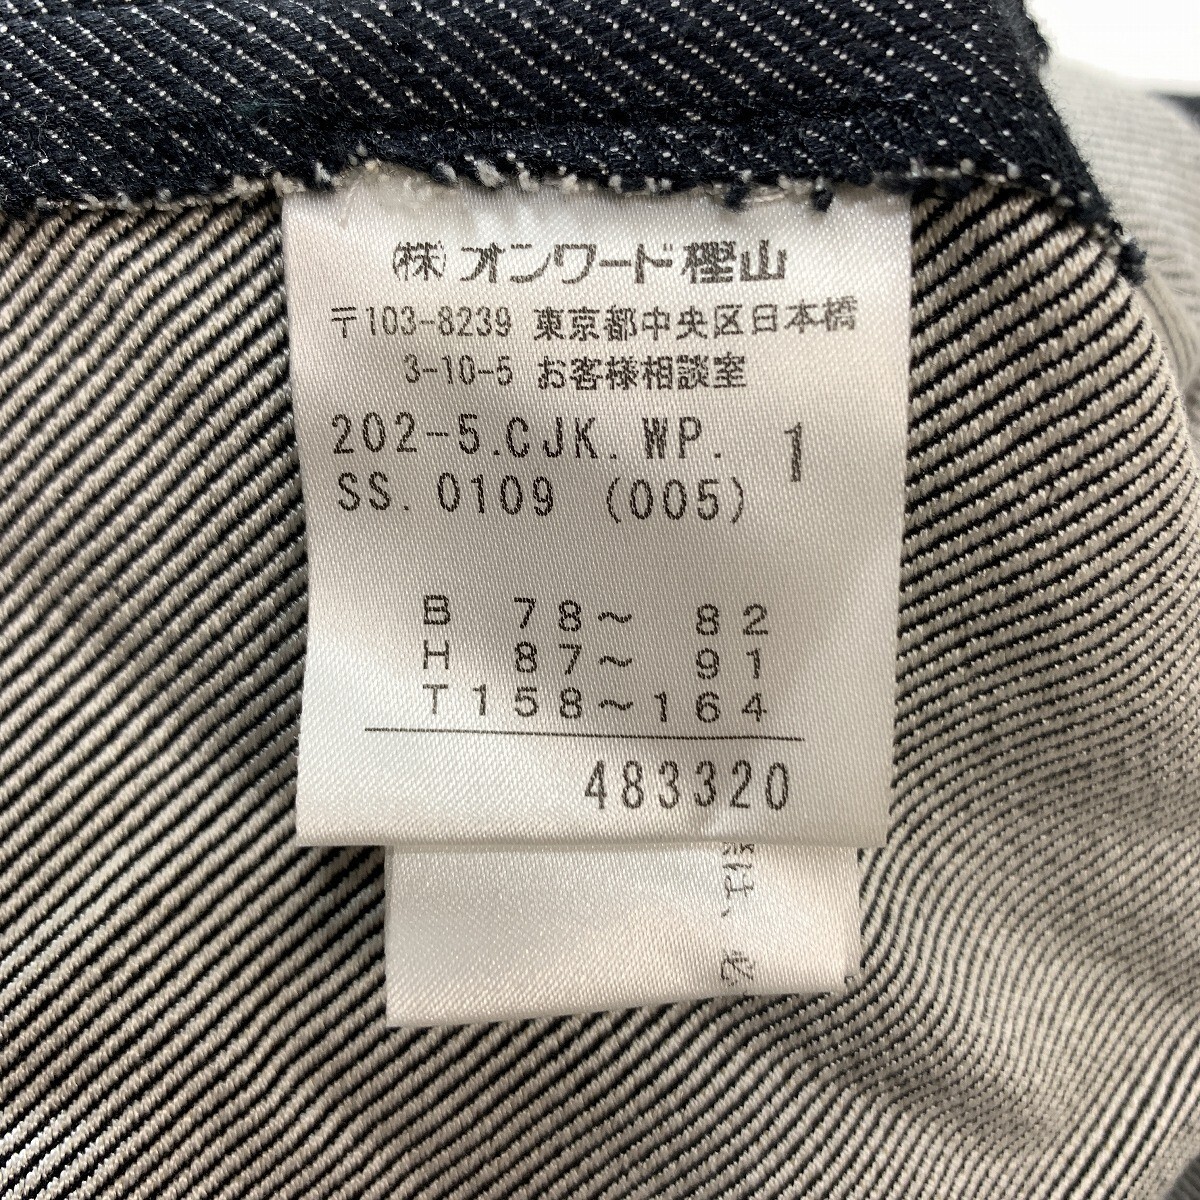 (株)オンワード樫山
〒103-8239 東京都中央区日本橋
3-10-5 お客様相談室
202-5.CJK.WP. 1
SS. 0109 (005)
B 78～ 82
H 87～ 91
T158～164
483320